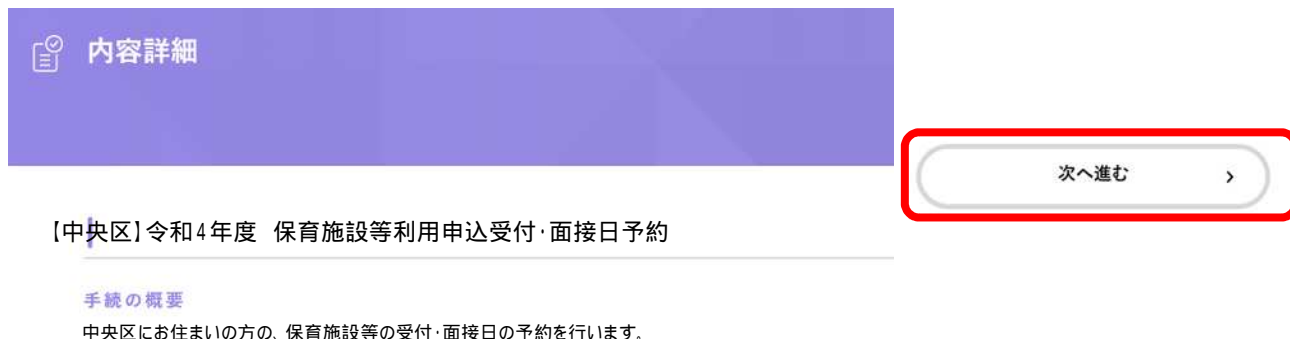 内容詳細
次へ進む
【中央区】令和4年度 保育施設等利用申込受付･面接日予約
手続の概要
中央区にお住まいの方の、保育施設等の受付･面接日の予約を行います。